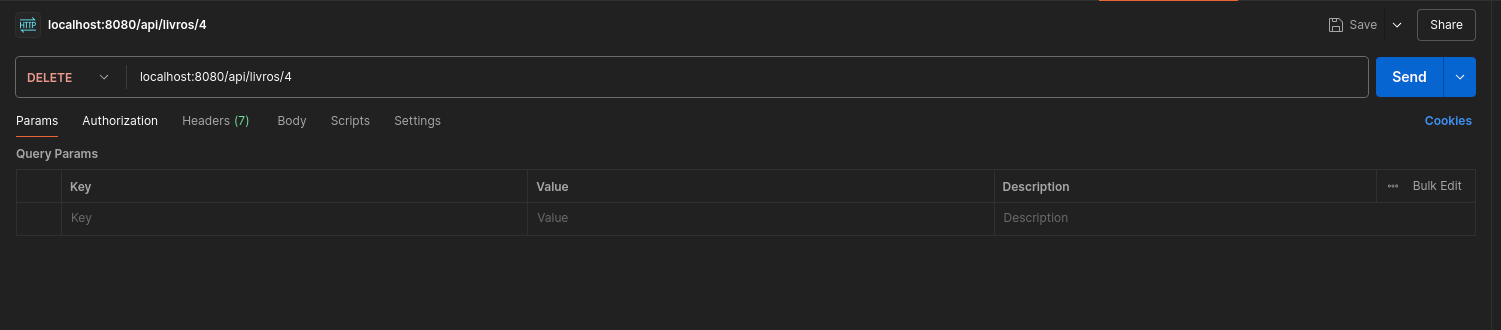 HTTP localhost:8080/api/livros/4 Save Share
DELETE localhost:8080/api/livros/4 Send
Params Authorization Headers (7) Body Scripts Settings Cookies
Query Params
Key Value Description ••• Bulk Edit
Key Value Description